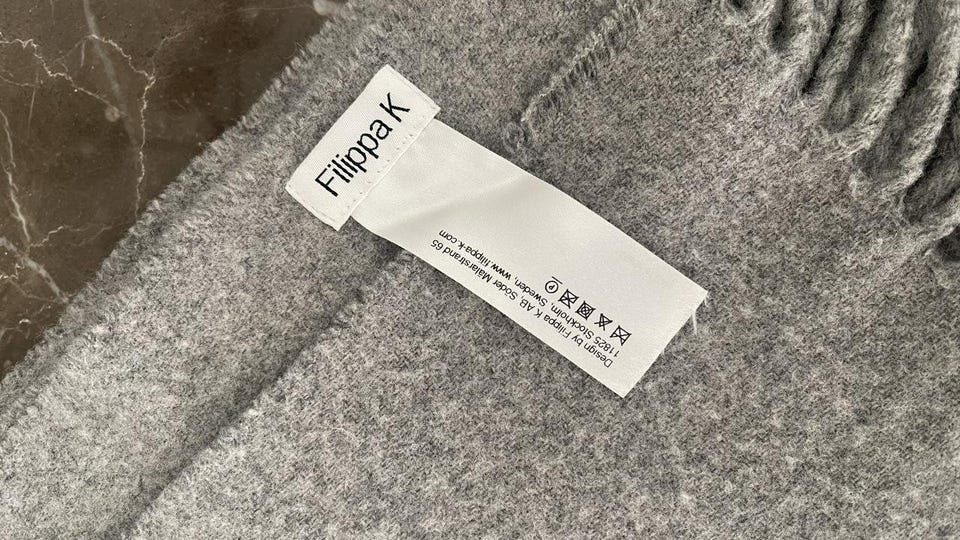 Filippa K
Design by Filippa K AB, Söder Mälarstrand 65
11825 Stockholm, Sweden, www.filippa-k.com
P